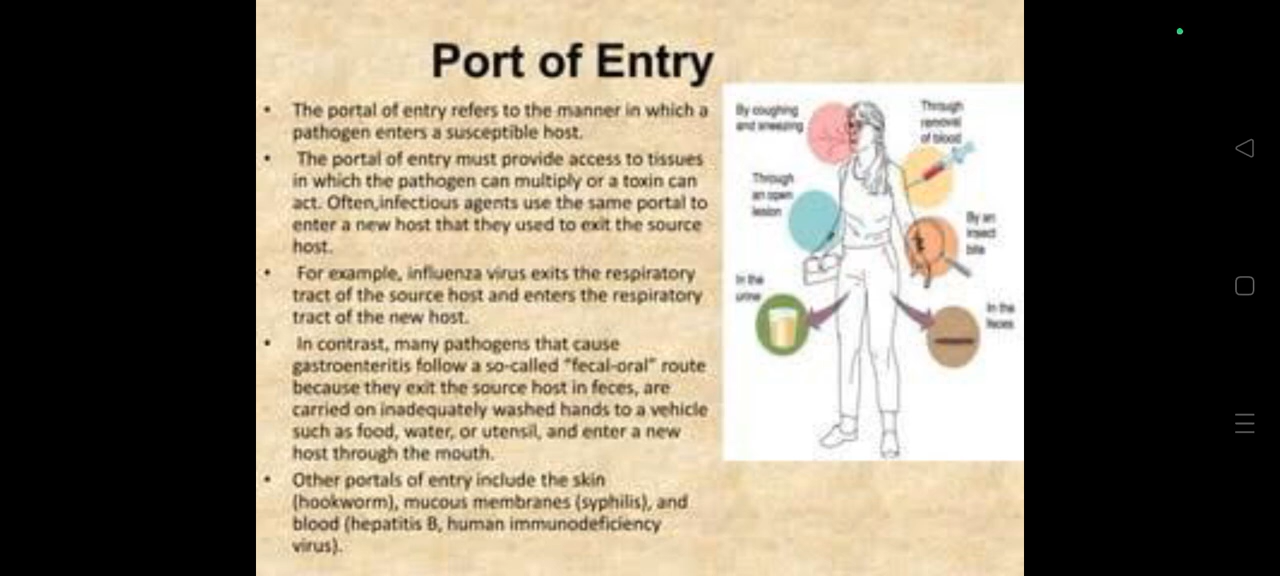 Port of Entry
• The portal of entry refers to the manner in which a
pathogen enters a susceptible host.
• The portal of entry must provide access to tissues
in which the pathogen can multiply or a toxin can
act. Often,infectious agents use the same portal to
enter a new host that they used to exit the source
host.
• For example, influenza virus exits the respiratory
tract of the source host and enters the respiratory
tract of the new host.
• In contrast, many pathogens that cause
gastroenteritis follow a so-called “fecal-oral” route
because they exit the source host in feces, are
carried on inadequately washed hands to a vehicle
such as food, water, or utensil, and enter a new
host through the mouth.
• Other portals of entry include the skin
(hookworm), mucous membranes (syphilis), and
blood (hepatitis B, human immunodeficiency
virus).
By coughing
and sneezing
Through
removal
of blood
Through
an open
lesion
By an
insect
bite
In the
urine
In the
feces